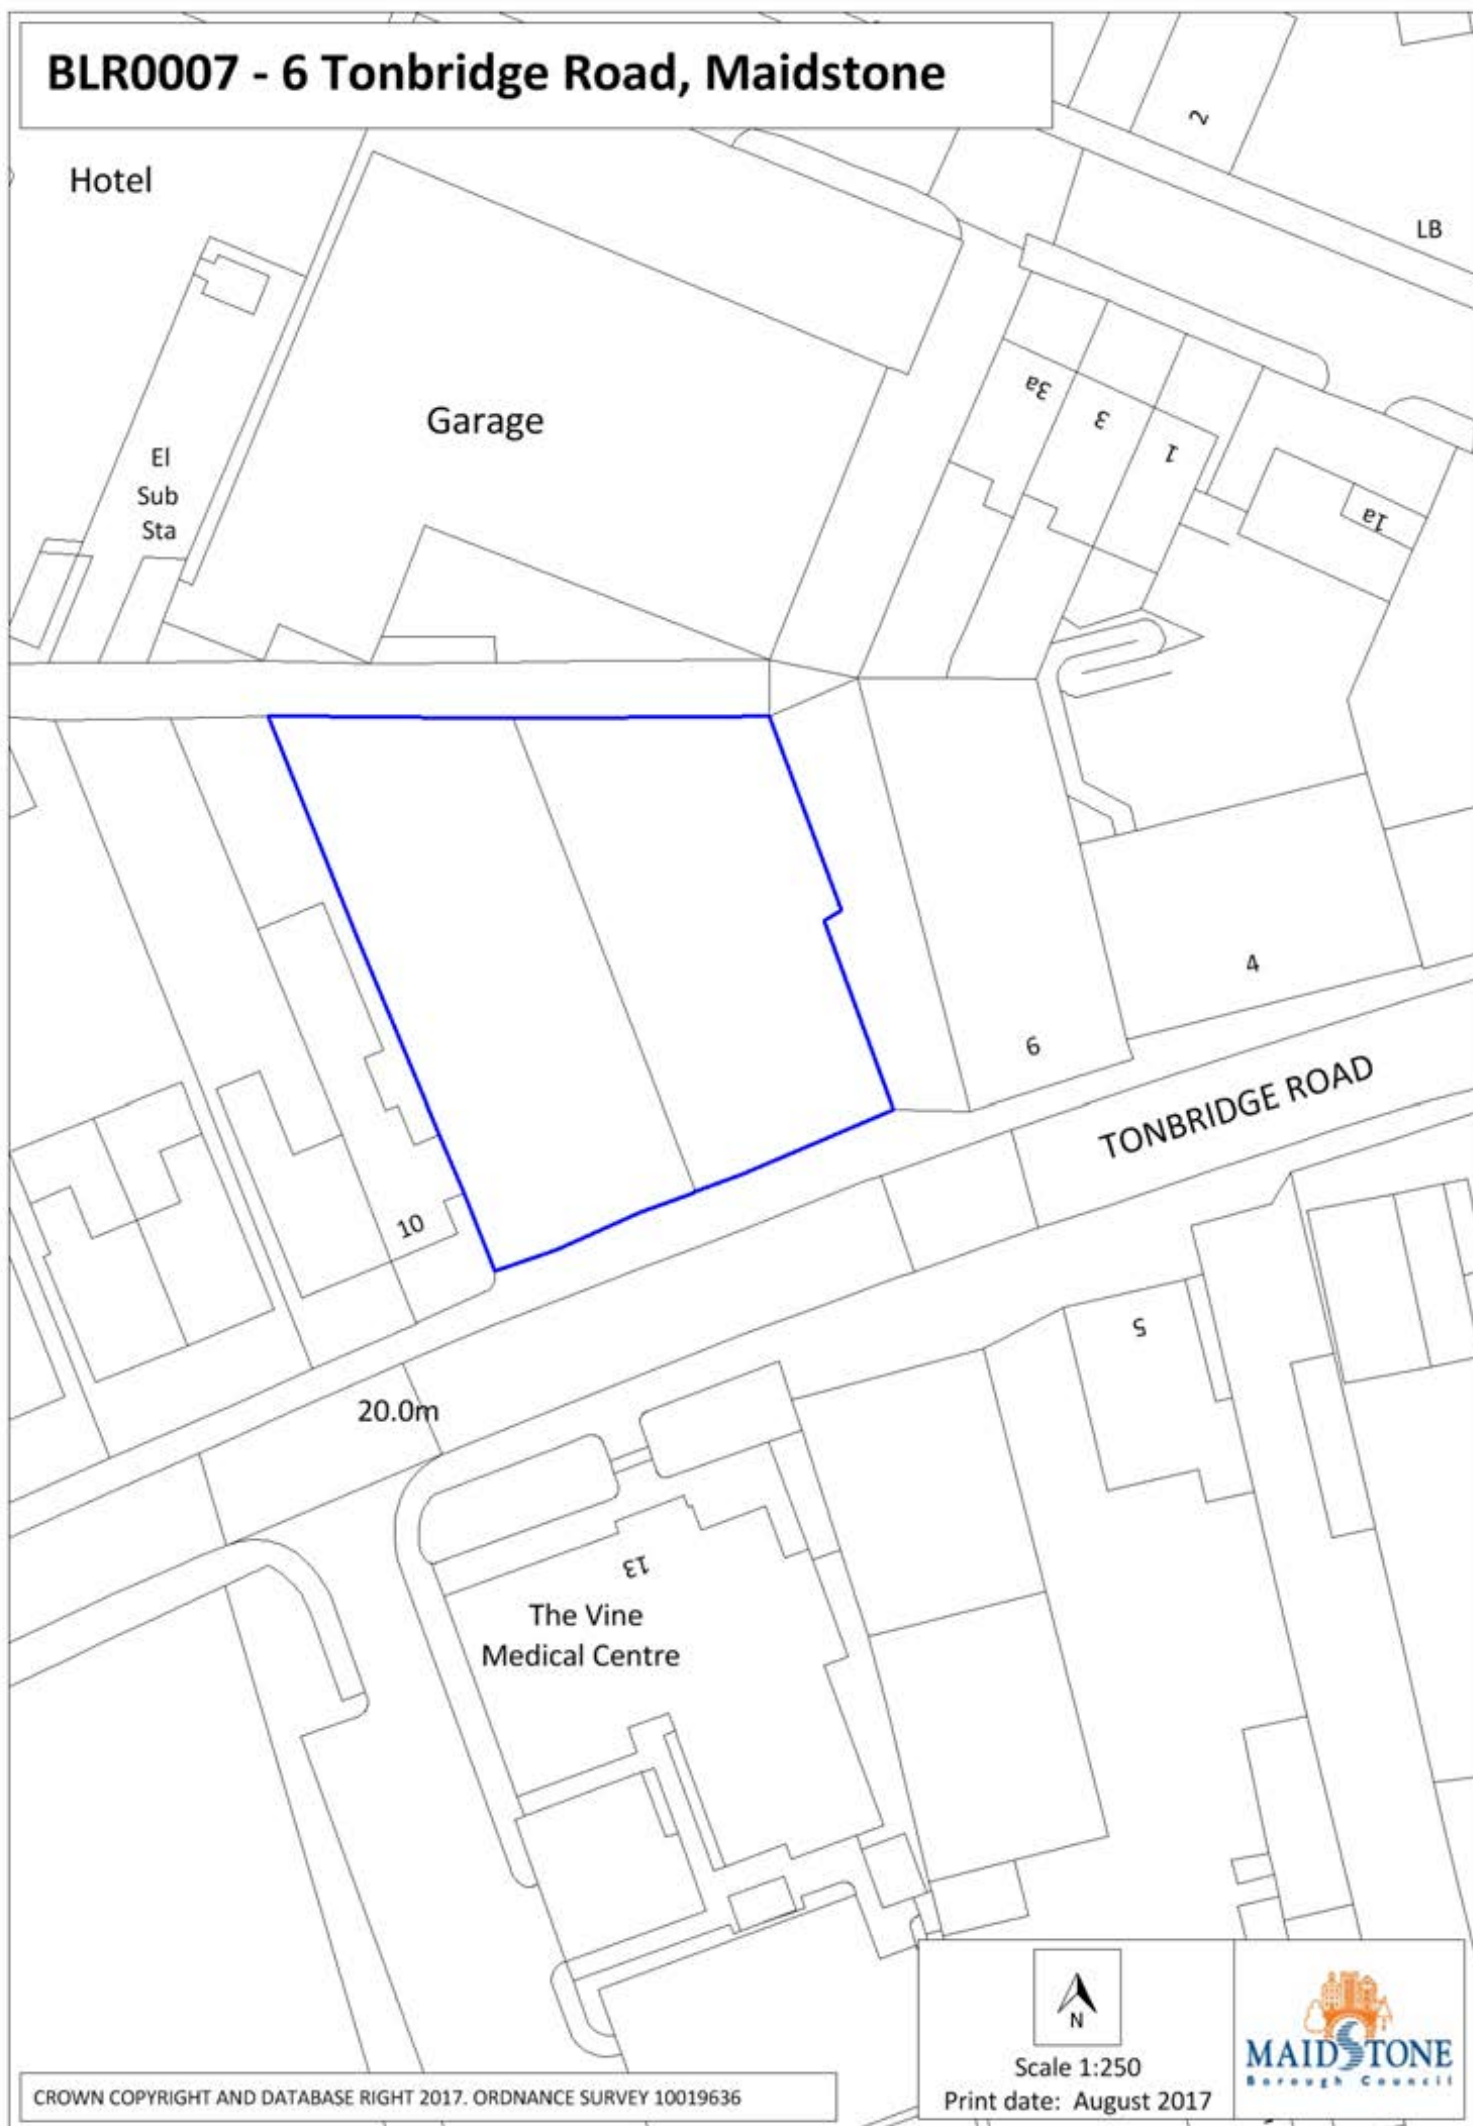 BLR0007 - 6 Tonbridge Road, Maidstone
2
Hotel
LB
3a
3
1
Garage
El
Sub
Sta
1a
4
6
TONBRIDGE ROAD
10
5
20.0m
13
The Vine
Medical Centre
N
Scale 1:250
Print date: August 2017
MAIDSTONE
Borough Council
CROWN COPYRIGHT AND DATABASE RIGHT 2017. ORDNANCE SURVEY 10019636